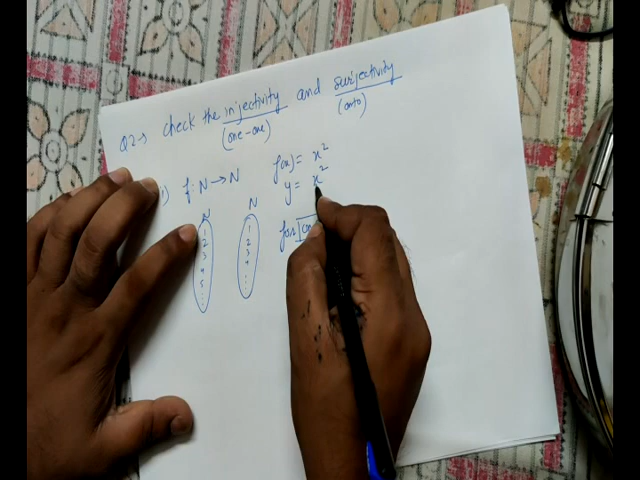 Q2→ check the injectivity and surjectivity
(one-one) (onto)
i) f: N→N f(x) = x²
y = x²
N N
1 1
2 2
3 3
4 4
5
for